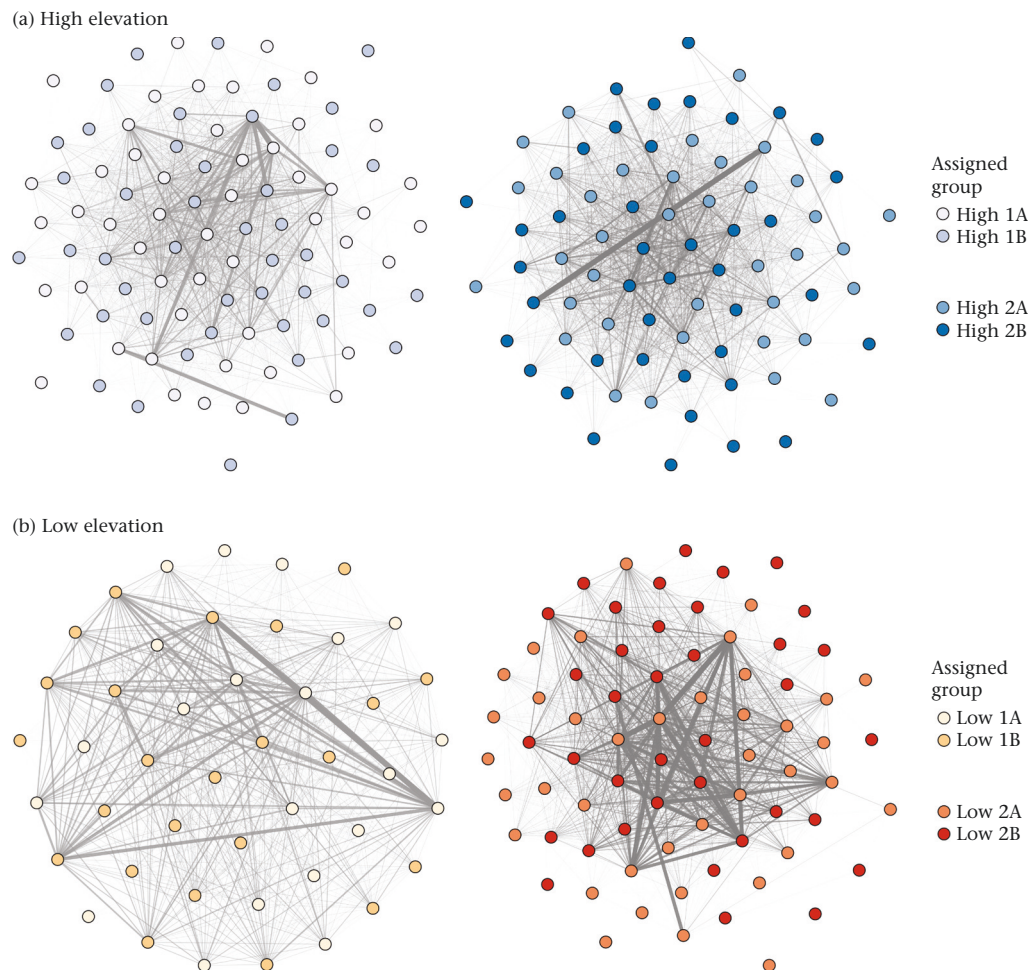 (a) High elevation
Assigned
group
High 1A
High 1B
High 2A
High 2B
(b) Low elevation
Assigned
group
Low 1A
Low 1B
Low 2A
Low 2B